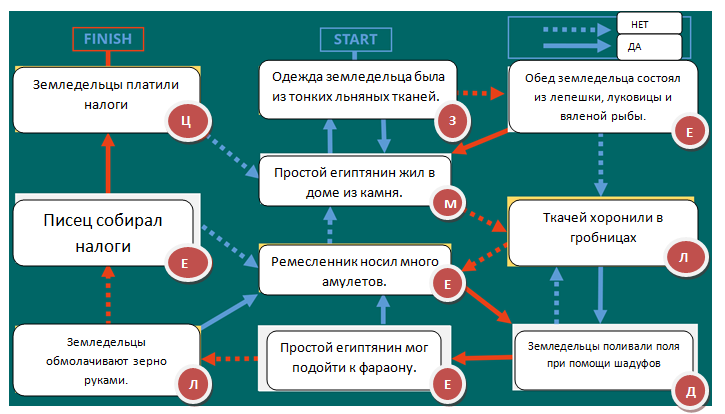 FINISH
START
НЕТ
ДА
Земледельцы платили
налоги
Ц
Одежда земледельца была
из тонких льняных тканей.
З
Обед земледельца состоял
из лепешки, луковицы и
вяленой рыбы.
Е
Простой египтянин жил в
доме из камня.
М
Писец собирал
налоги
Е
Ткачей хоронили в
гробницах
Л
Ремесленник носил много
амулетов.
Е
Земледельцы
обмолачивают зерно
руками.
Л
Простой египтянин мог
подойти к фараону.
Е
Земледельцы поливали поля
при помощи шадуфов
Д